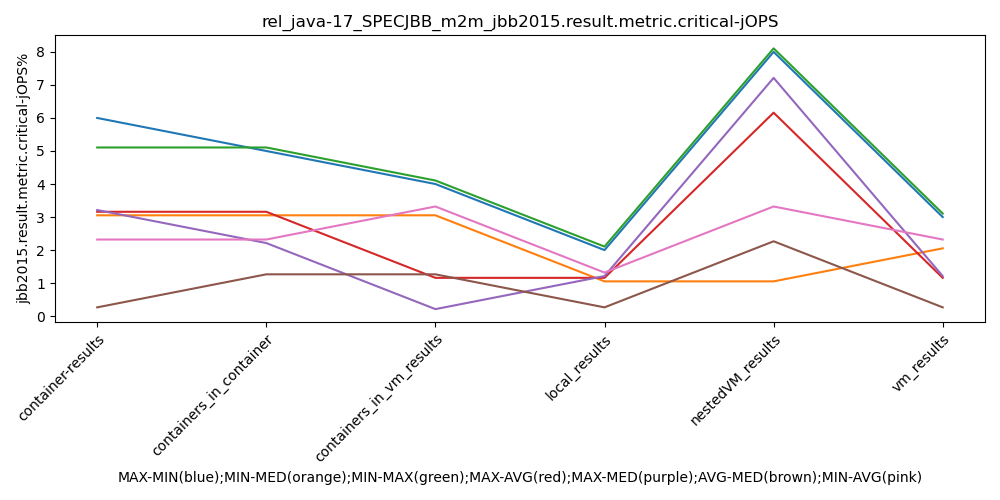 rel_java-17_SPECJBB_m2m_jbb2015.result.metric.critical-jOPS
jbb2015.result.metric.critical-jOPS%
8
7
6
5
4
3
2
1
0
container-results
containers_in_container
containers_in_vm_results
local_results
nestedVM_results
vm_results
MAX-MIN(blue);MIN-MED(orange);MIN-MAX(green);MAX-AVG(red);MAX-MED(purple);AVG-MED(brown);MIN-AVG(pink)